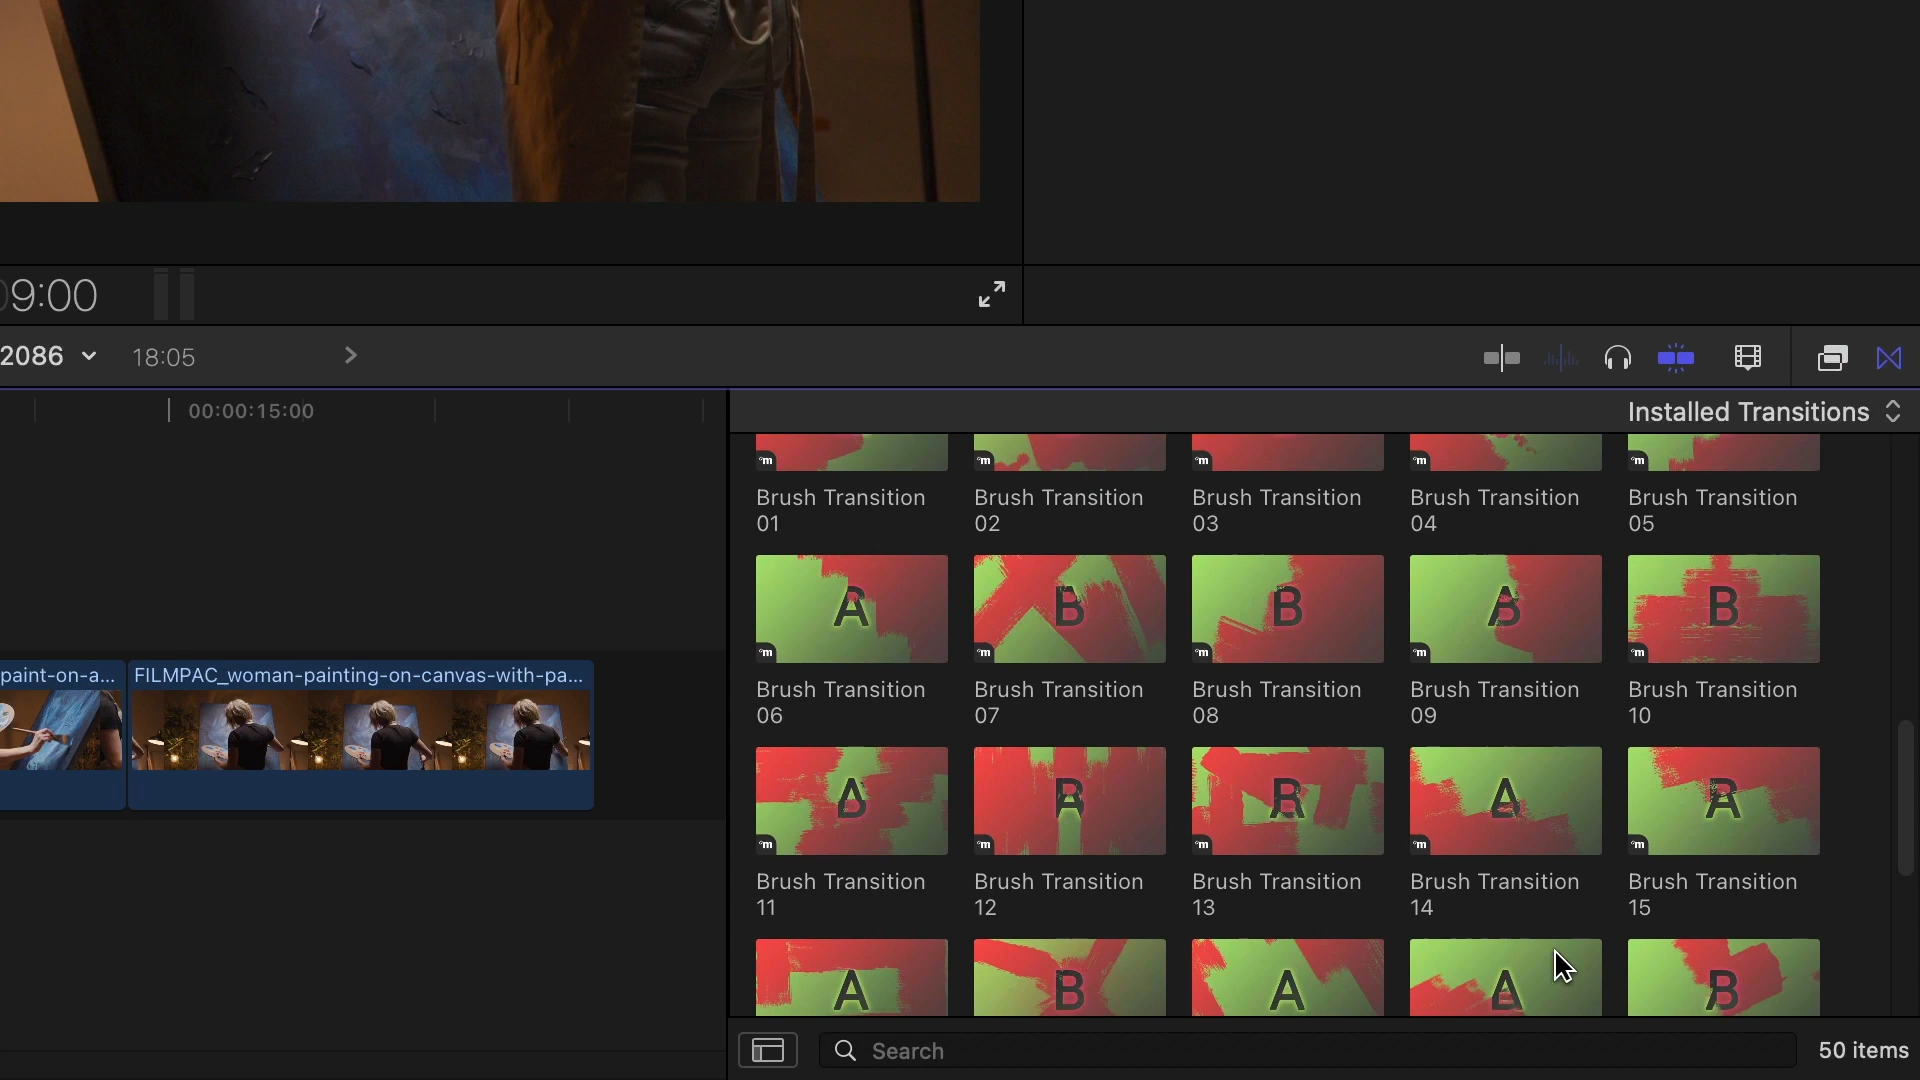 09:00
2086
18:05
00:00:15:00
Installed Transitions
Brush Transition
01
Brush Transition
02
Brush Transition
03
Brush Transition
04
Brush Transition
05
A
m
B
m
B
m
A
m
B
m
Brush Transition
06
Brush Transition
07
Brush Transition
08
Brush Transition
09
Brush Transition
10
paint-on-a...
FILMPAC_woman-painting-on-canvas-with-pa...
Brush Transition
11
Brush Transition
12
Brush Transition
13
Brush Transition
14
Brush Transition
15
A
B
A
A
B
Search
50 items